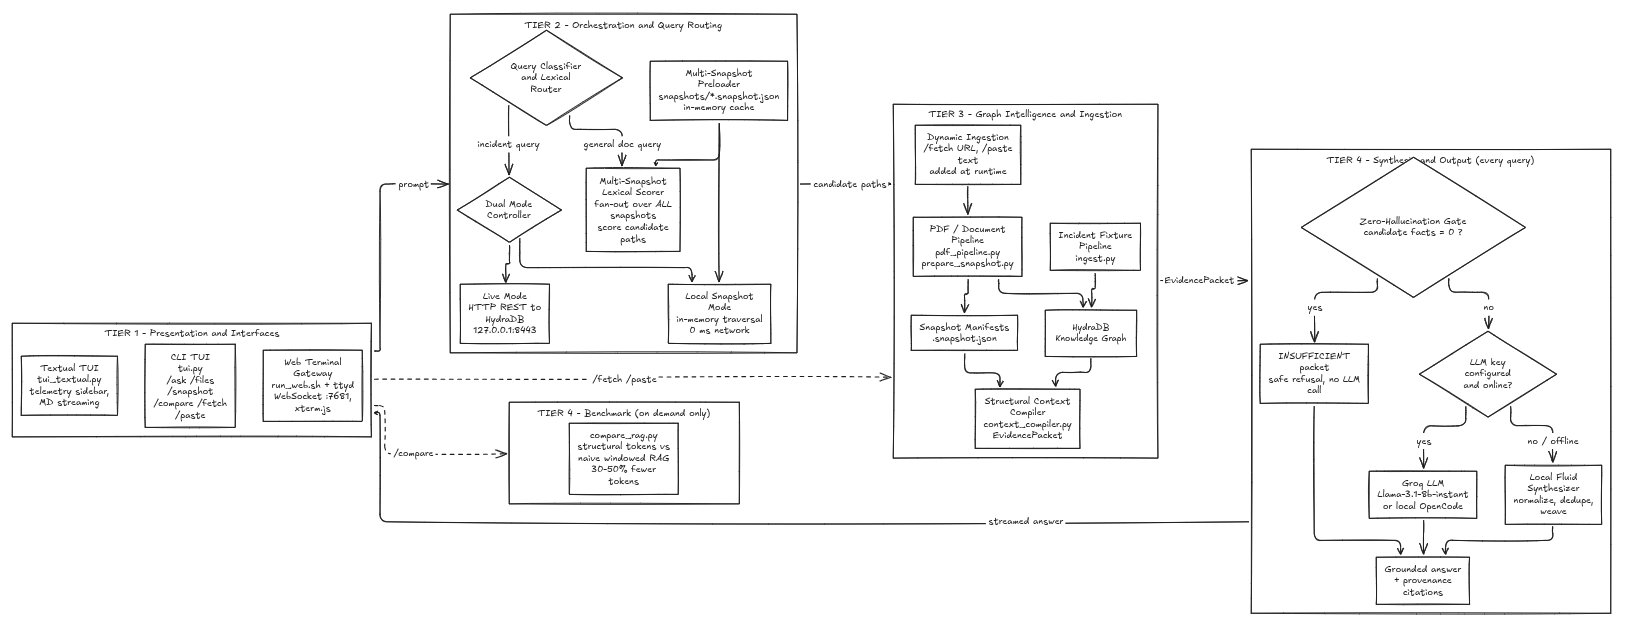 TIER 2 - Orchestration and Query Routing
Query Classifier
and Lexical
Router
Multi-Snapshot
Preloader
snapshots/*.snapshot.json
in-memory cache
incident query
general doc query
Dual Mode
Controller
Multi-Snapshot
Lexical Scorer
fan-out over ALL
snapshots
score candidate
paths
Live Mode
HTTP REST to
HydraDB
127.0.0.1:8443
Local Snapshot
Mode
in-memory traversal
0 ms network
prompt
candidate paths
TIER 1 - Presentation and Interfaces
Textual TUI
tui_textual.py
telemetry sidebar,
MD streaming
CLI TUI
tui.py
/ask /files
/snapshot
/compare /fetch
/paste
Web Terminal
Gateway
run_web.sh + ttyd
WebSocket :7681,
xterm.js
/fetch /paste
/compare
TIER 4 - Benchmark (on demand only)
compare_rag.py
structural tokens vs
naive windowed RAG
30-50% fewer
tokens
streamed answer
TIER 3 - Graph Intelligence and Ingestion
Dynamic Ingestion
/fetch URL, /paste
text
added at runtime
PDF / Document
Pipeline
pdf_pipeline.py
prepare_snapshot.py
Incident Fixture
Pipeline
ingest.py
Snapshot Manifests
.snapshot.json
HydraDB
Knowledge Graph
Structural Context
Compiler
context_compiler.py
EvidencePacket
EvidencePacket
TIER 4 - Synthesis and Output (every query)
Zero-Hallucination Gate
candidate facts = 0 ?
yes
no
INSUFFICIENT
packet
safe refusal, no LLM
call
LLM key
configured
and online?
yes
no / offline
Groq LLM
Llama-3.1-8b-instant
or local OpenCode
Local Fluid
Synthesizer
normalize, dedupe,
weave
Grounded answer
+ provenance
citations